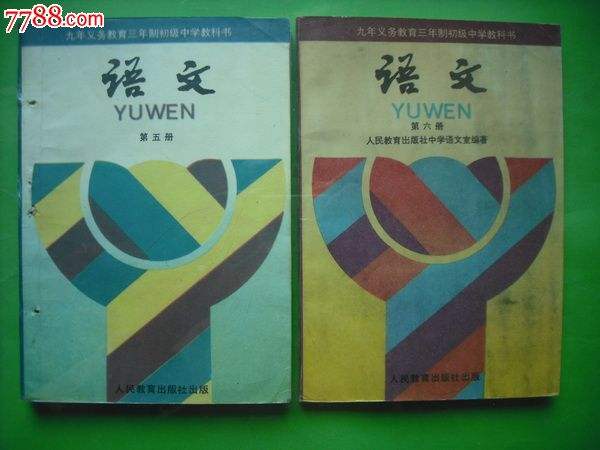 7788.com
九年义务教育三年制初级中学教科书
语文
YUWEN
第五册
人民教育出版社出版
九年义务教育三年制初级中学教科书
语文
YUWEN
第六册
人民教育出版社中学语文室编著
人民教育出版社出版